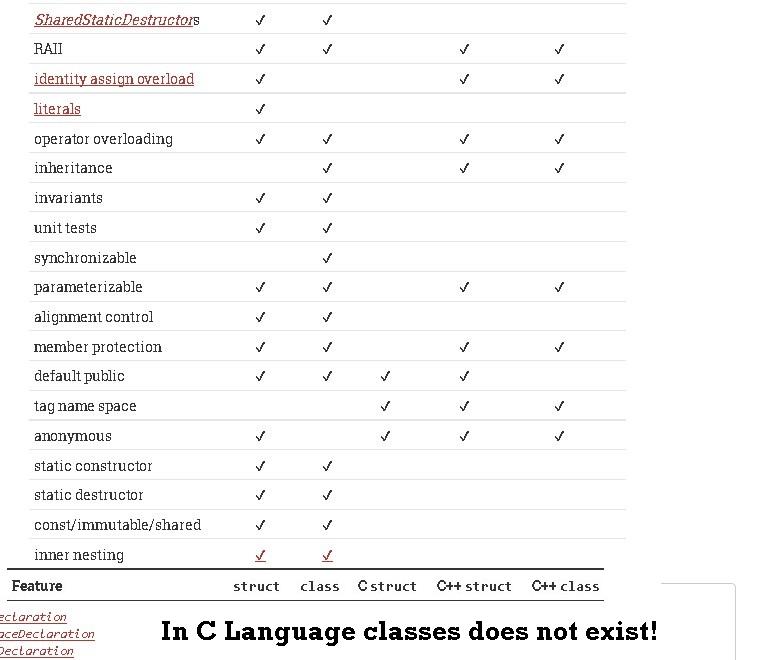 SharedStaticDestructors ✓ ✓
RAII ✓ ✓ ✓ ✓
identity assign overload ✓ ✓ ✓
literals ✓
operator overloading ✓ ✓ ✓ ✓
inheritance ✓ ✓ ✓
invariants ✓ ✓
unit tests ✓ ✓
synchronizable ✓
parameterizable ✓ ✓ ✓ ✓
alignment control ✓ ✓
member protection ✓ ✓ ✓ ✓
default public ✓ ✓ ✓ ✓
tag name space ✓ ✓ ✓
anonymous ✓ ✓ ✓ ✓
static constructor ✓ ✓
static destructor ✓ ✓
const/immutable/shared ✓ ✓
inner nesting ✓ ✓
Feature struct class C struct C++ struct C++ class
eclaration
aceDeclaration
Declaration
In C Language classes does not exist!